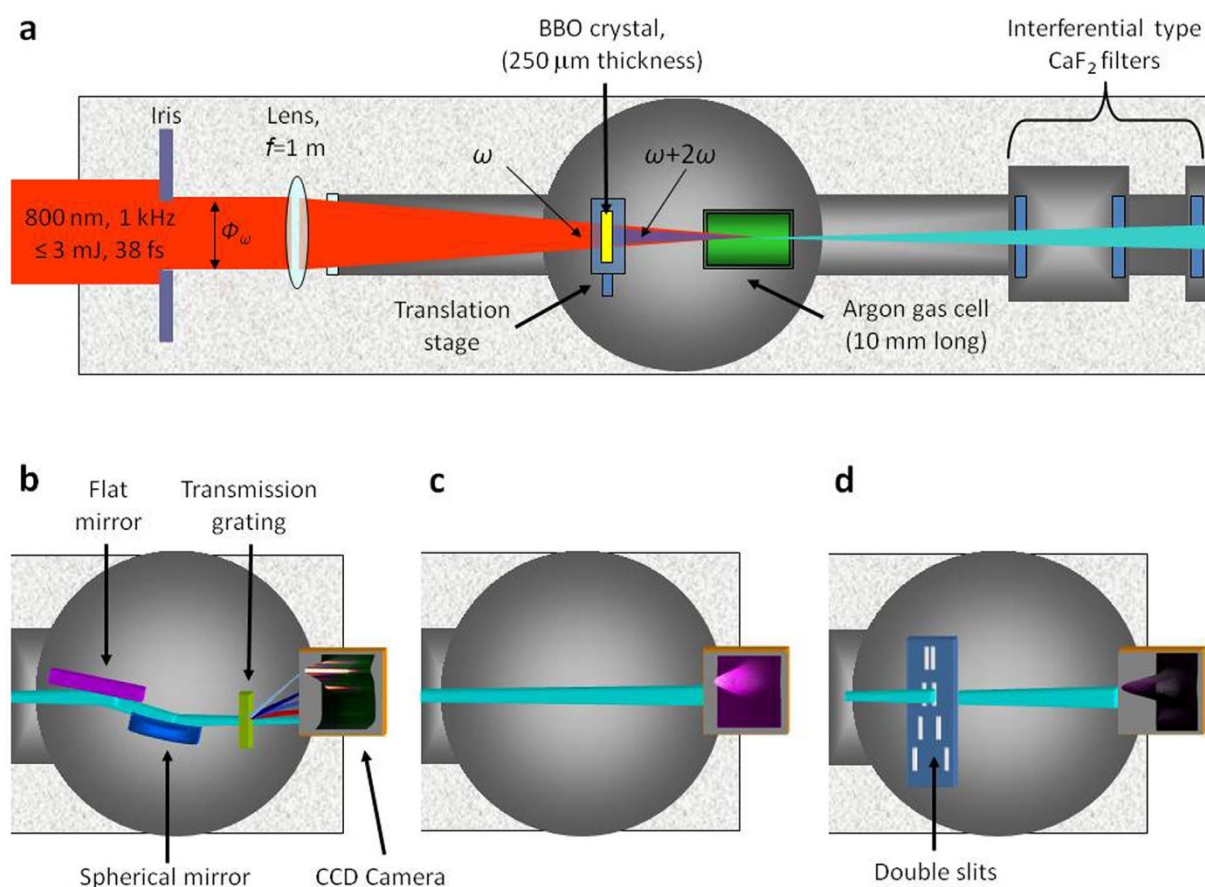 a
BBO crystal,
(250 μm thickness)
Interferential type
CaF₂ filters
Iris
Lens,
f=1 m
ω
ω+2ω
800 nm, 1 kHz
≤ 3 mJ, 38 fs
Φω
Translation
stage
Argon gas cell
(10 mm long)
b
Flat
mirror
Transmission
grating
c
d
Spherical mirror
CCD Camera
Double slits